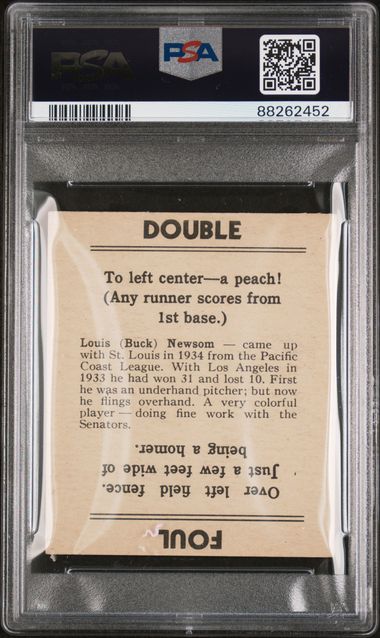 PSA
PSA
88262452
DOUBLE
To left center—a peach!
(Any runner scores from
1st base.)
Louis (Buck) Newsom — came up
with St. Louis in 1934 from the Pacific
Coast League. With Los Angeles in
1933 he had won 31 and lost 10. First
he was an underhand pitcher; but now
he flings overhand. A very colorful
player — doing fine work with the
Senators.
FOUL
Over left field fence.
Just a few feet wide of
being a homer.